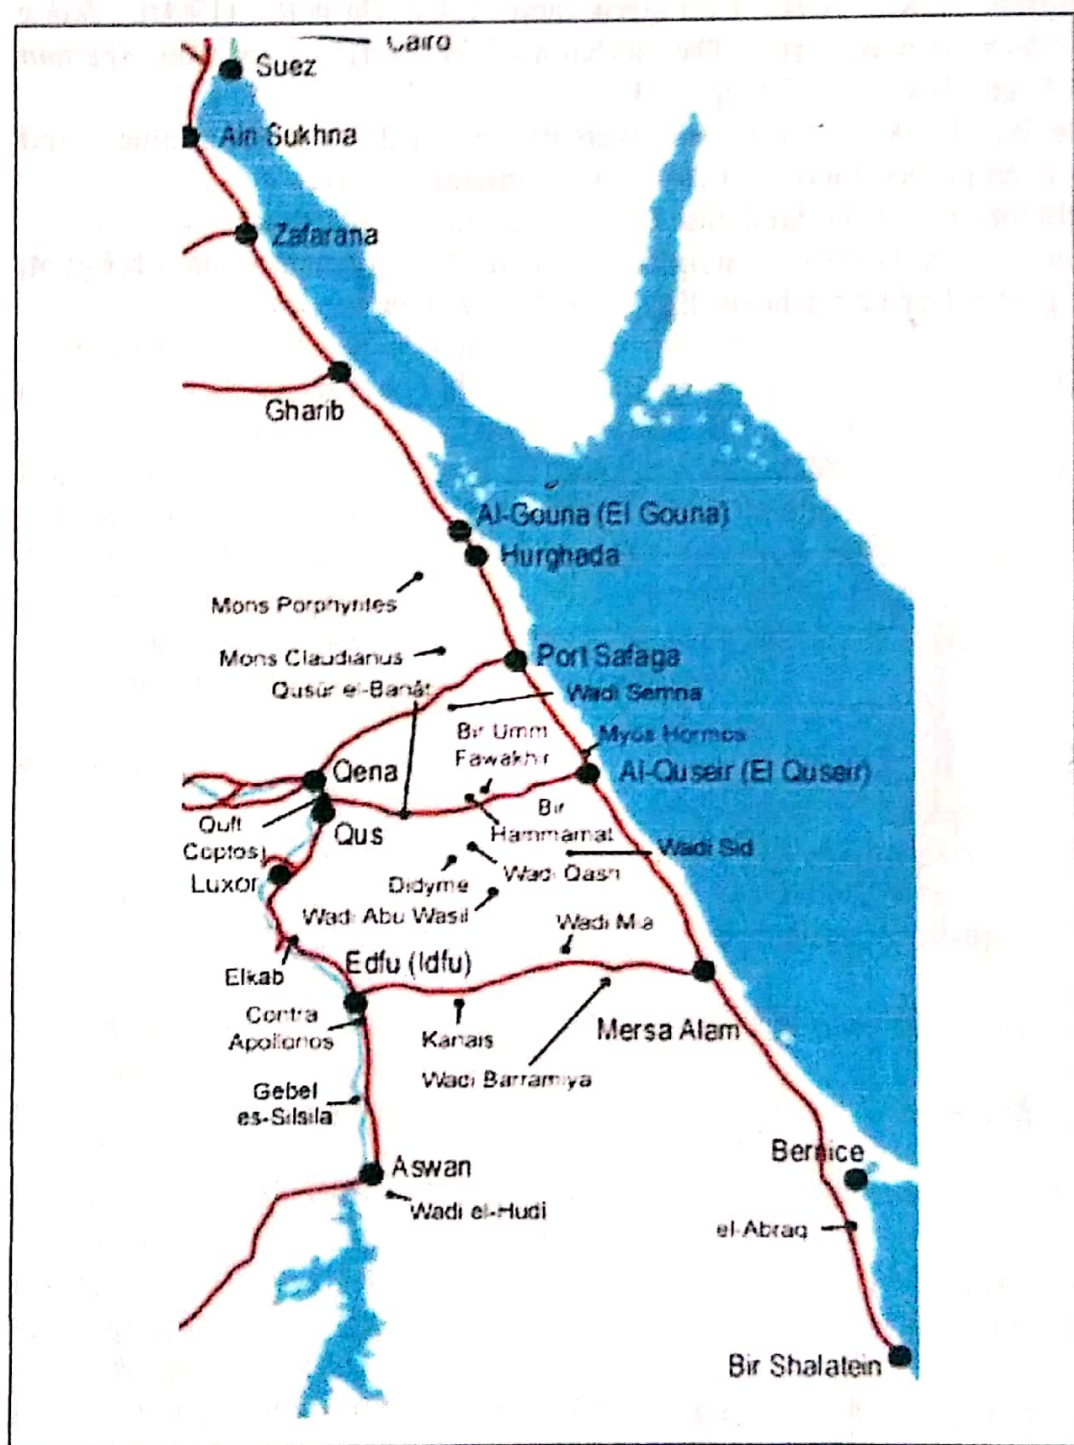 Cairo
Suez
Ain Sukhna
Zafarana
Gharib
Al-Gouna (El Gouna)
Hurghada
Mons Porphyrites
Mons Claudianus
Port Safaga
Qusûr el-Banât
Wadi Semna
Bir Umm
Fawakhir
Myos Hormos
Qena
Al-Quseir (El Quseir)
Quft
(Coptos)
Qus
Bir
Hammamat
Wadi Sid
Luxor
Didyme
Wadi Qash
Wadi Abu Wasil
Wadi Mia
Elkab
Edfu (Idfu)
Contra
Apollonos
Kanais
Mersa Alam
Wadi Barramiya
Gebel
es-Silsila
Bernice
Aswan
Wadi el-Hudi
el-Abraq
Bir Shalatein